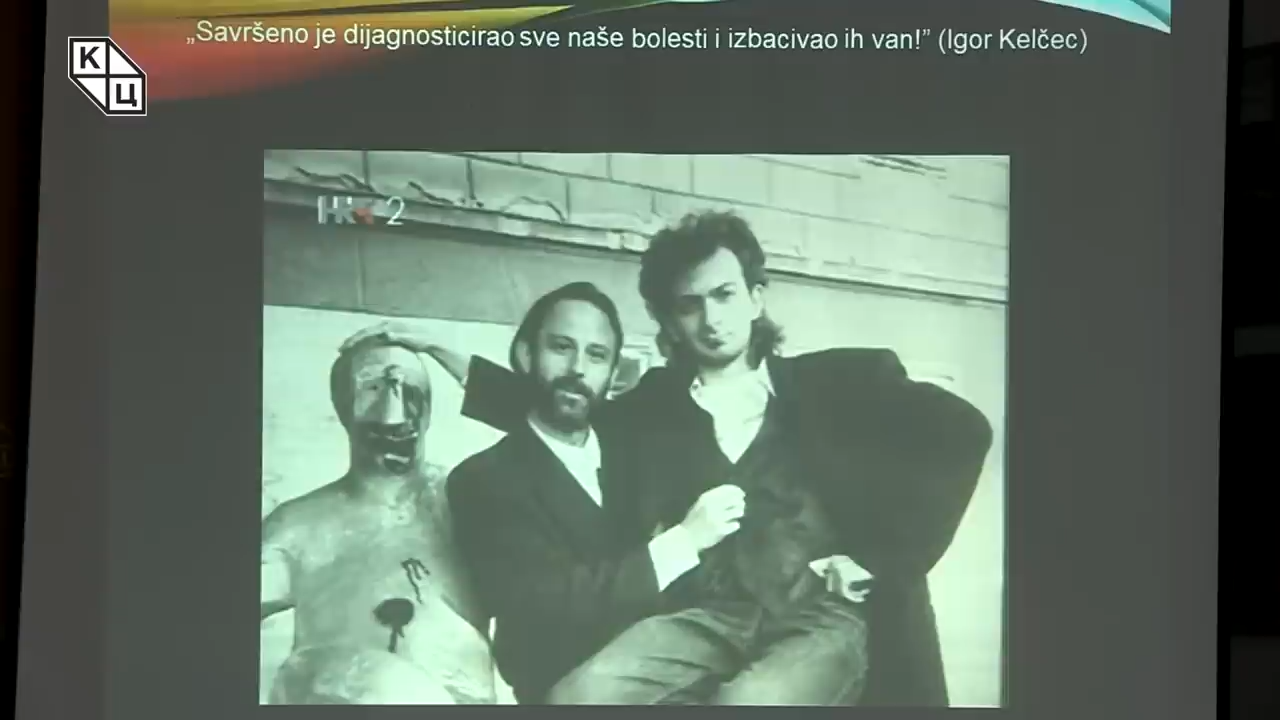 „Savršeno je dijagnosticirao sve naše bolesti i izbacivao ih van!” (Igor Kelčec)
К
Ц
HRT 2